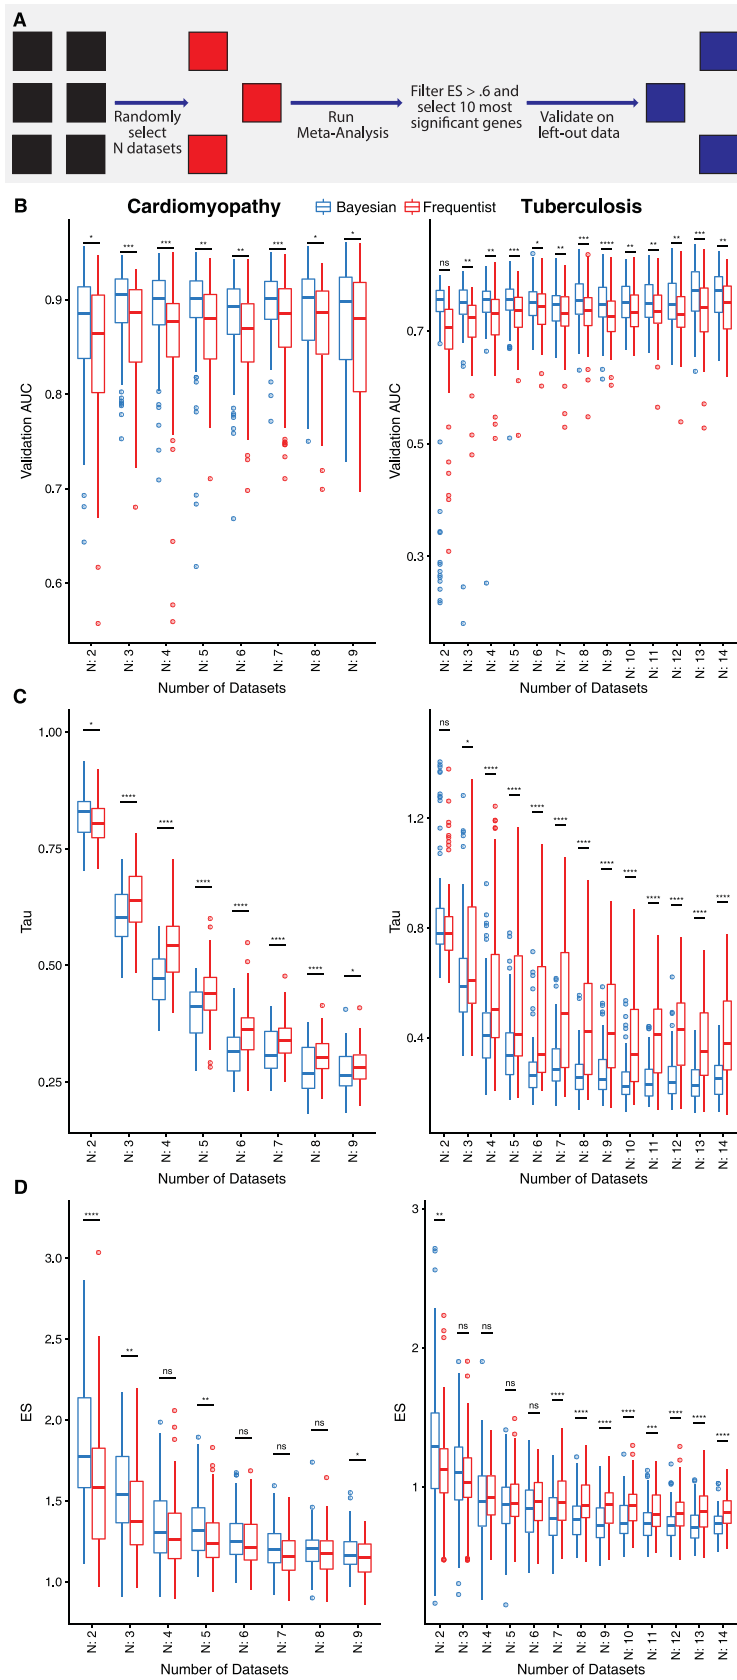 A
Randomly
select
N datasets
Run
Meta-Analysis
Filter ES > .6 and
select 10 most
significant genes
Validate on
left-out data
B
Cardiomyopathy
Bayesian
Frequentist
Tuberculosis
* *** *** ** ** *** * *
0.9
0.8
0.7
0.6
Validation AUC
N: 2 N: 3 N: 4 N: 5 N: 6 N: 7 N: 8 N: 9
Number of Datasets
ns ** ** *** * ** *** **** ** ** ** *** **
0.7
0.5
0.3
Validation AUC
N: 2 N: 3 N: 4 N: 5 N: 6 N: 7 N: 8 N: 9 N: 10 N: 11 N: 12 N: 13 N: 14
Number of Datasets
C
* **** **** **** **** **** **** *
1.00
0.75
0.50
0.25
Tau
N: 2 N: 3 N: 4 N: 5 N: 6 N: 7 N: 8 N: 9
Number of Datasets
ns * **** **** **** **** **** **** **** **** **** **** ****
1.2
0.8
0.4
Tau
N: 2 N: 3 N: 4 N: 5 N: 6 N: 7 N: 8 N: 9 N: 10 N: 11 N: 12 N: 13 N: 14
Number of Datasets
D
**** ** ns ** ns ns ns *
3.0
2.5
2.0
1.5
1.0
ES
N: 2 N: 3 N: 4 N: 5 N: 6 N: 7 N: 8 N: 9
Number of Datasets
** ns ns ns ns **** **** **** **** *** **** **** ****
3
2
1
ES
N: 2 N: 3 N: 4 N: 5 N: 6 N: 7 N: 8 N: 9 N: 10 N: 11 N: 12 N: 13 N: 14
Number of Datasets